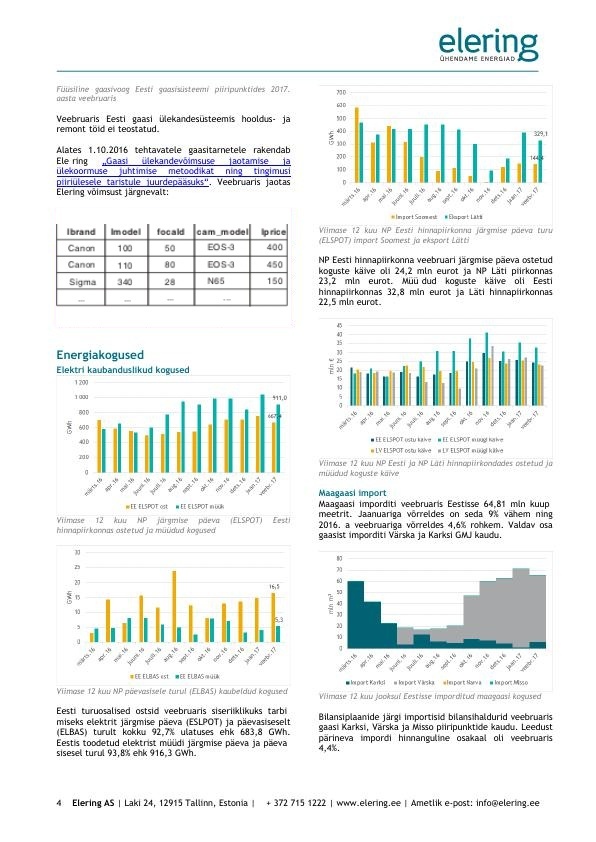 elering
ÜHENDAME ENERGIAD
Füüsiline gaasivoog Eesti gaasisüsteemi piiripunktides 2017.
aasta veebruaris
Veebruaris Eesti gaasi ülekandesüsteemis hooldus- ja
remont töid ei teostatud.
Alates 1.10.2016 tehtavatele gaasitarnetele rakendab
Ele ring „Gaasi ülekandevõimsuse jaotamise ja
ülekoormuse juhtimise metoodikat ning tingimusi
piiriülesele taristule juurdepääsuks“. Veebruaris jaotas
Elering võimsust järgnevalt:
lbrand lmodel focald cam_model lprice
Canon 100 50 EOS-3 400
Canon 110 80 EOS-3 450
Sigma 340 28 N65 150
... ... ... ...
Energiakogused
Elektri kaubanduslikud kogused
1 200
1 000
800
600
400
200
0
GWh
911,0
märts.16 apr.16 mai.16 juuni.16 juuli.16 aug.16 sept.16 okt.16 nov.16 dets.16 jaan.17 veebr.17
EE ELSPOT ost EE ELSPOT müük
Viimase 12 kuu NP järgmise päeva (ELSPOT) Eesti
hinnapiirkonnas ostetud ja müüdud kogused
30
25
20
15
10
5
0
GWh
16,5
5,3
märts.16 apr.16 mai.16 juuni.16 juuli.16 aug.16 sept.16 okt.16 nov.16 dets.16 jaan.17 veebr.17
EE ELBAS ost EE ELBAS müük
Viimase 12 kuu NP päevasisele turul (ELBAS) kaubeldud kogused
Eesti turuosalised ostsid veebruaris siseriiklikuks tarbi
miseks elektrit järgmise päeva (ESLPOT) ja päevasiseselt
(ELBAS) turult kokku 92,7% ulatuses ehk 683,8 GWh.
Eestis toodetud elektrist müüdi järgmise päeva ja päeva
sisesel turul 93,8% ehk 916,3 GWh.
700
600
500
400
300
200
100
0
GWh
329,1
märts.16 apr.16 mai.16 juuni.16 juuli.16 aug.16 sept.16 okt.16 nov.16 dets.16 jaan.17 veebr.17
Import Soomest Eksport Lätti
Viimase 12 kuu NP Eesti hinnapiirkonna järgmise päeva turu
(ELSPOT) import Soomest ja eksport Lätti
NP Eesti hinnapiirkonna veebruari järgmise päeva ostetud
koguste käive oli 24,2 mln eurot ja NP Läti piirkonnas
23,2 mln eurot. Müü dud koguste käive oli Eesti
hinnapiirkonnas 32,8 mln eurot ja Läti hinnapiirkonnas
22,5 mln eurot.
45
40
35
30
25
20
15
10
5
0
mln €
märts.16 apr.16 mai.16 juuni.16 juuli.16 aug.16 sept.16 okt.16 nov.16 dets.16 jaan.17 veebr.17
EE ELSPOT ostu käive EE ELSPOT müügi käive
LV ELSPOT ostu käive LV ELSPOT müügi käive
Viimase 12 kuu NP Eesti ja NP Läti hinnapiirkondades ostetud ja
müüdud koguste käive
Maagaasi import
Maagaasi imporditi veebruaris Eestisse 64,81 mln kuup
meetrit. Jaanuariga võrreldes on seda 9% vähem ning
2016. a veebruariga võrreldes 4,6% rohkem. Valdav osa
gaasist imporditi Värska ja Karksi GMJ kaudu.
80
70
60
50
40
30
20
10
0
mln m³
märts.16 apr.16 mai.16 juuni.16 juuli.16 aug.16 sept.16 okt.16 nov.16 dets.16 jaan.17 veebr.17
Import Karksi Import Värska Import Narva Import Misso
Viimase 12 kuu jooksul Eestisse imporditud maagaasi kogused
Bilansiplaanide järgi importisid bilansihaldurid veebruaris
gaasi Karksi, Värska ja Misso piiripunktide kaudu. Leedust
pärineva impordi hinnanguline osakaal oli veebruaris
4,4%.
4 Elering AS | Laki 24, 12915 Tallinn, Estonia | + 372 715 1222 | www.elering.ee | Ametlik e-post: info@elering.ee